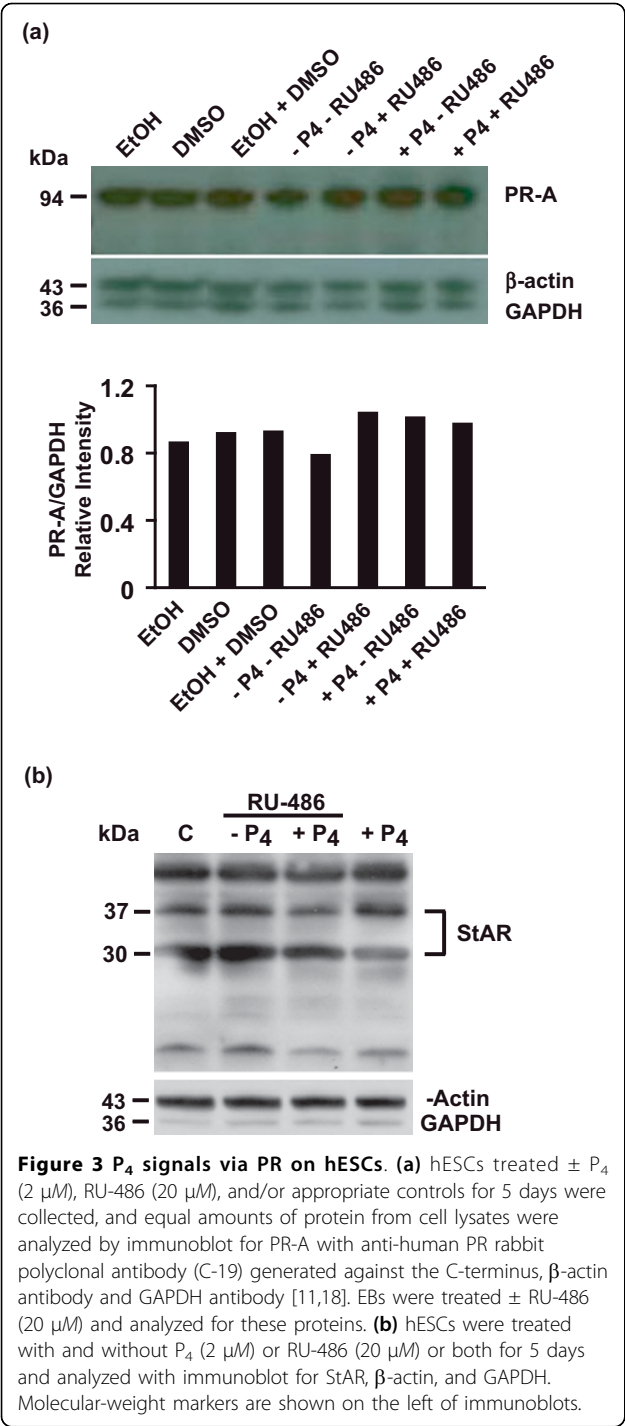 (a)
EtOH
DMSO
EtOH + DMSO
- P4 - RU486
- P4 + RU486
+ P4 - RU486
+ P4 + RU486
kDa
94
PR-A
43
β-actin
36
GAPDH
PR-A/GAPDH
Relative Intensity
1.2
0.8
0.4
0
EtOH
DMSO
EtOH + DMSO
- P4 - RU486
- P4 + RU486
+ P4 - RU486
+ P4 + RU486
(b)
RU-486
kDa C - P4 + P4 + P4
37
StAR
30
43
-Actin
36
GAPDH
Figure 3 P4 signals via PR on hESCs. (a) hESCs treated ± P4
(2 μM), RU-486 (20 μM), and/or appropriate controls for 5 days were
collected, and equal amounts of protein from cell lysates were
analyzed by immunoblot for PR-A with anti-human PR rabbit
polyclonal antibody (C-19) generated against the C-terminus, β-actin
antibody and GAPDH antibody [11,18]. EBs were treated ± RU-486
(20 μM) and analyzed for these proteins. (b) hESCs were treated
with and without P4 (2 μM) or RU-486 (20 μM) or both for 5 days
and analyzed with immunoblot for StAR, β-actin, and GAPDH.
Molecular-weight markers are shown on the left of immunoblots.